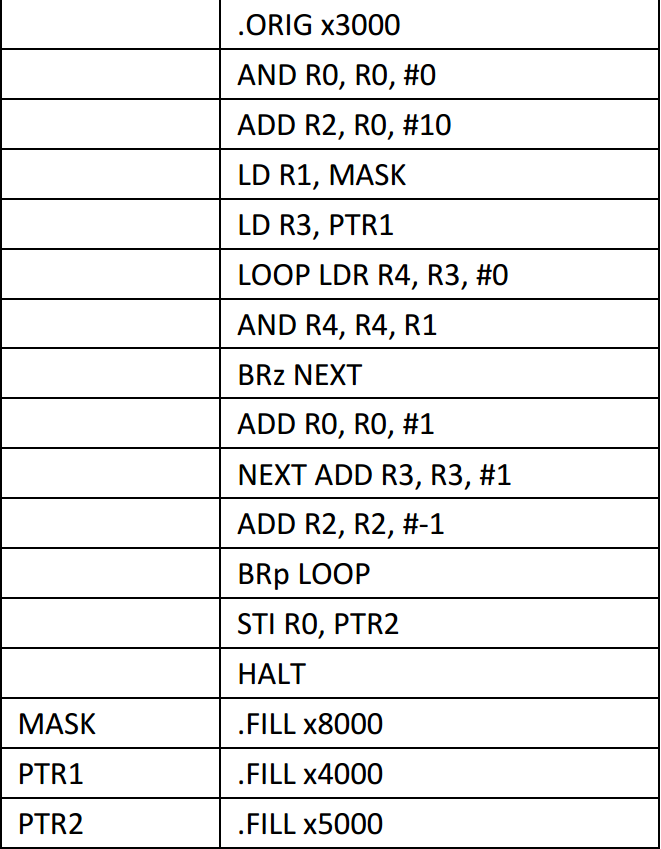 .ORIG x3000
AND R0, R0, #0
ADD R2, R0, #10
LD R1, MASK
LD R3, PTR1
LOOP LDR R4, R3, #0
AND R4, R4, R1
BRz NEXT
ADD R0, R0, #1
NEXT ADD R3, R3, #1
ADD R2, R2, #-1
BRp LOOP
STI R0, PTR2
HALT
MASK .FILL x8000
PTR1 .FILL x4000
PTR2 .FILL x5000